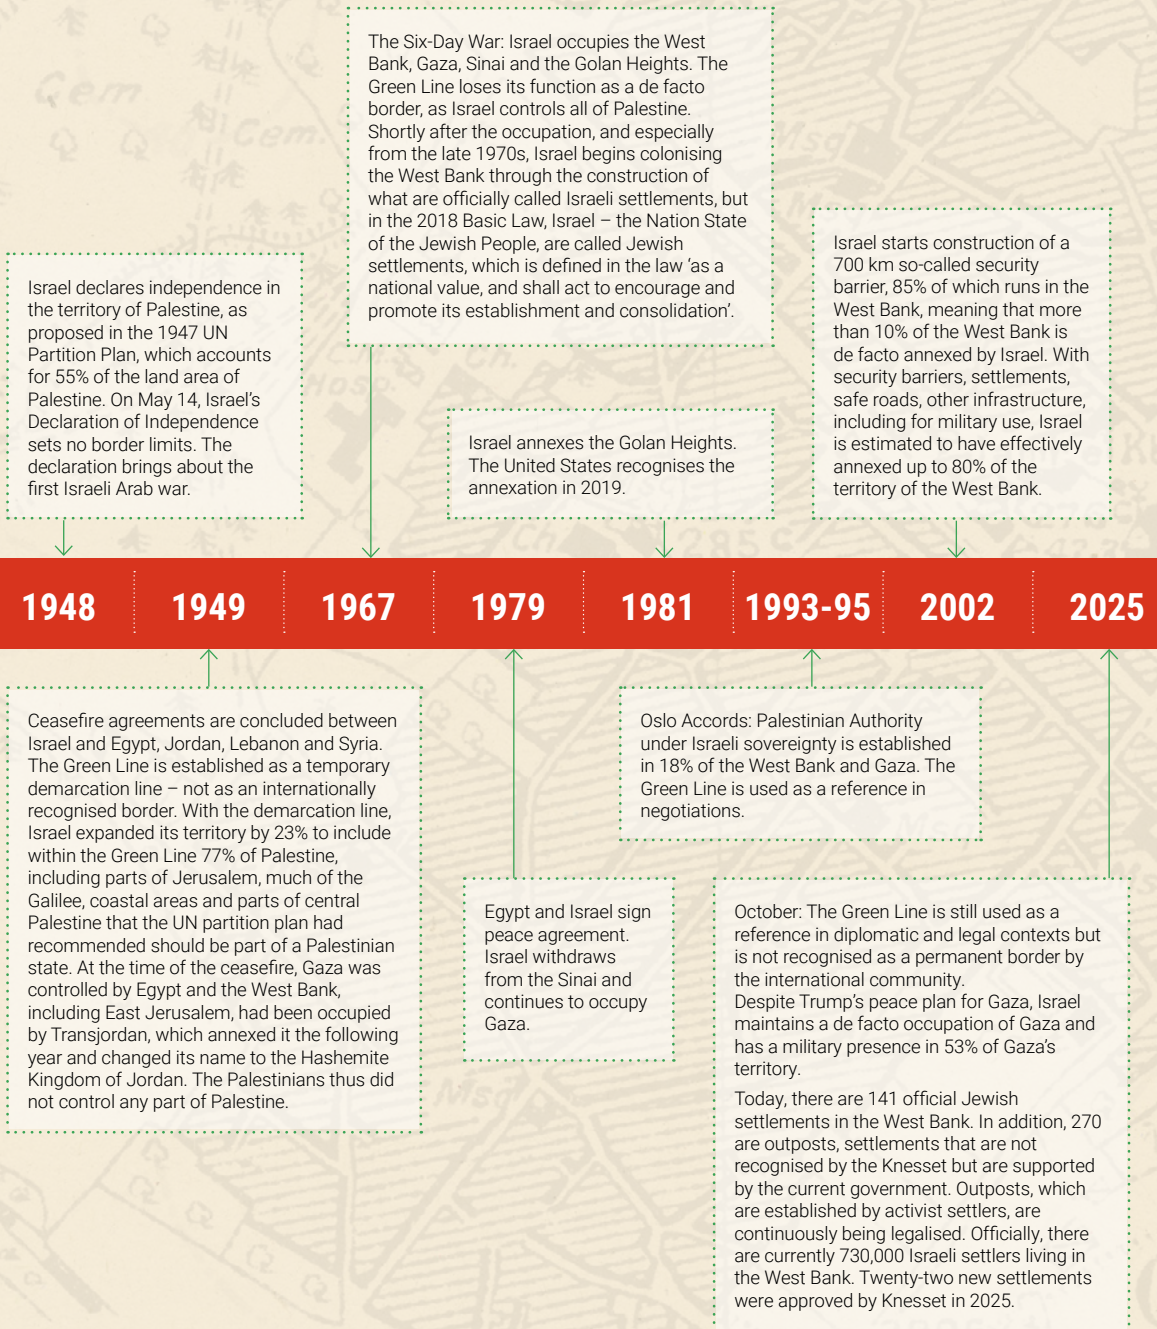 The Six-Day War: Israel occupies the West
Bank, Gaza, Sinai and the Golan Heights. The
Green Line loses its function as a de facto
border, as Israel controls all of Palestine.
Shortly after the occupation, and especially
from the late 1970s, Israel begins colonising
the West Bank through the construction of
what are officially called Israeli settlements, but
in the 2018 Basic Law, Israel – the Nation State
of the Jewish People, are called Jewish
settlements, which is defined in the law ‘as a
national value, and shall act to encourage and
promote its establishment and consolidation’.
Israel declares independence in
the territory of Palestine, as
proposed in the 1947 UN
Partition Plan, which accounts
for 55% of the land area of
Palestine. On May 14, Israel’s
Declaration of Independence
sets no border limits. The
declaration brings about the
first Israeli Arab war.
Israel annexes the Golan Heights.
The United States recognises the
annexation in 2019.
Israel starts construction of a
700 km so-called security
barrier, 85% of which runs in the
West Bank, meaning that more
than 10% of the West Bank is
de facto annexed by Israel. With
security barriers, settlements,
safe roads, other infrastructure,
including for military use, Israel
is estimated to have effectively
annexed up to 80% of the
territory of the West Bank.
1948 1949 1967 1979 1981 1993-95 2002 2025
Ceasefire agreements are concluded between
Israel and Egypt, Jordan, Lebanon and Syria.
The Green Line is established as a temporary
demarcation line – not as an internationally
recognised border. With the demarcation line,
Israel expanded its territory by 23% to include
within the Green Line 77% of Palestine,
including parts of Jerusalem, much of the
Galilee, coastal areas and parts of central
Palestine that the UN partition plan had
recommended should be part of a Palestinian
state. At the time of the ceasefire, Gaza was
controlled by Egypt and the West Bank,
including East Jerusalem, had been occupied
by Transjordan, which annexed it the following
year and changed its name to the Hashemite
Kingdom of Jordan. The Palestinians thus did
not control any part of Palestine.
Egypt and Israel sign
peace agreement.
Israel withdraws
from the Sinai and
continues to occupy
Gaza.
Oslo Accords: Palestinian Authority
under Israeli sovereignty is established
in 18% of the West Bank and Gaza. The
Green Line is used as a reference in
negotiations.
October: The Green Line is still used as a
reference in diplomatic and legal contexts but
is not recognised as a permanent border by
the international community.
Despite Trump’s peace plan for Gaza, Israel
maintains a de facto occupation of Gaza and
has a military presence in 53% of Gaza’s
territory.
Today, there are 141 official Jewish
settlements in the West Bank. In addition, 270
are outposts, settlements that are not
recognised by the Knesset but are supported
by the current government. Outposts, which
are established by activist settlers, are
continuously being legalised. Officially, there
are currently 730,000 Israeli settlers living in
the West Bank. Twenty-two new settlements
were approved by Knesset in 2025.
Cem
Cem.
Msd
Hosp.
Ch
285
Msd